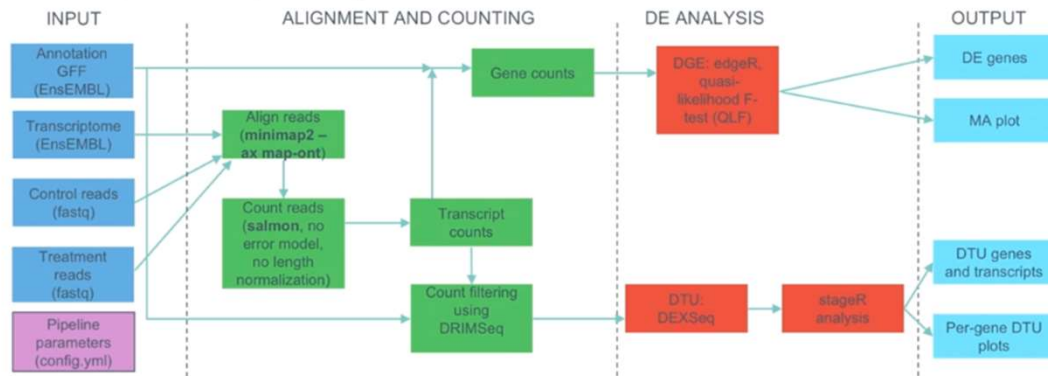 INPUT
ALIGNMENT AND COUNTING
DE ANALYSIS
OUTPUT
Annotation
GFF
(EnsEMBL)
Transcriptome
(EnsEMBL)
Control reads
(fastq)
Treatment
reads
(fastq)
Pipeline
parameters
(config.yml)
Align reads
(minimap2 –
ax map-ont)
Count reads
(salmon, no
error model,
no length
normalization)
Gene counts
Transcript
counts
Count filtering
using
DRIMSeq
DGE: edgeR,
quasi-
likelihood F-
test (QLF)
DTU:
DEXSeq
stageR
analysis
DE genes
MA plot
DTU genes
and transcripts
Per-gene DTU
plots